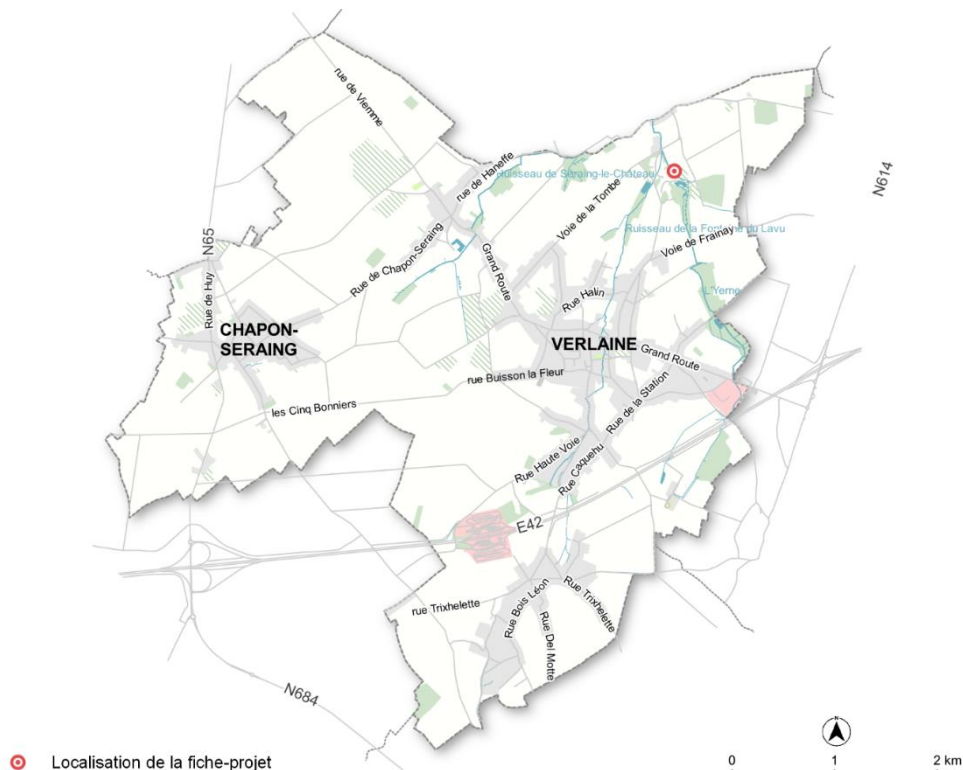 rue de Viemme
rue de Haneffe
Ruisseau de Seraing-le-Château
N614
N65
Voie de la Tombe
Ruisseau de la Fontaine du Lavu
Voie de Frainay
Rue de Chapon-Seraing
Grand Route
Rue de Huy
Rue Halin
L'Yerne
CHAPON-
SERAING
VERLAINE
Grand Route
rue Buisson la Fleur
Rue de la Station
les Cinq Bonniers
Rue Haute Voie
Rue Caquehu
E42
rue Trixhelette
Rue Bois Léon
Rue Trixhelette
Rue Del Motte
N684
N
Localisation de la fiche-projet
0 1 2 km